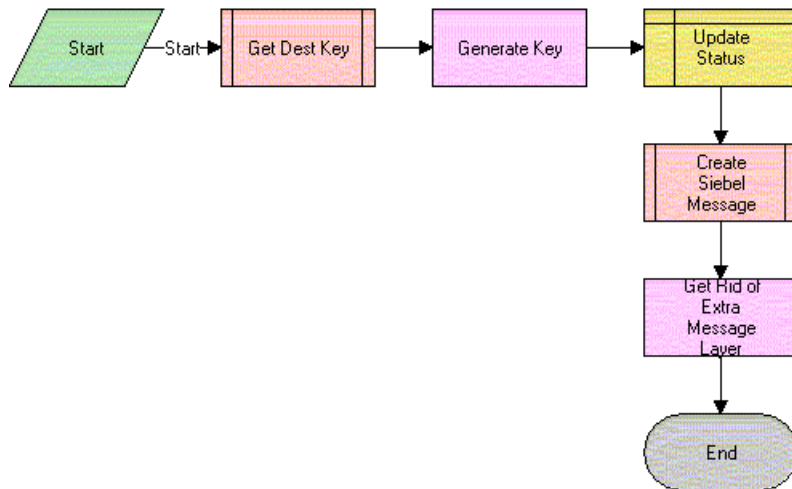 Start
Start
Get Dest Key
Generate Key
Update
Status
Create
Siebel
Message
Get Rid of
Extra
Message
Layer
End